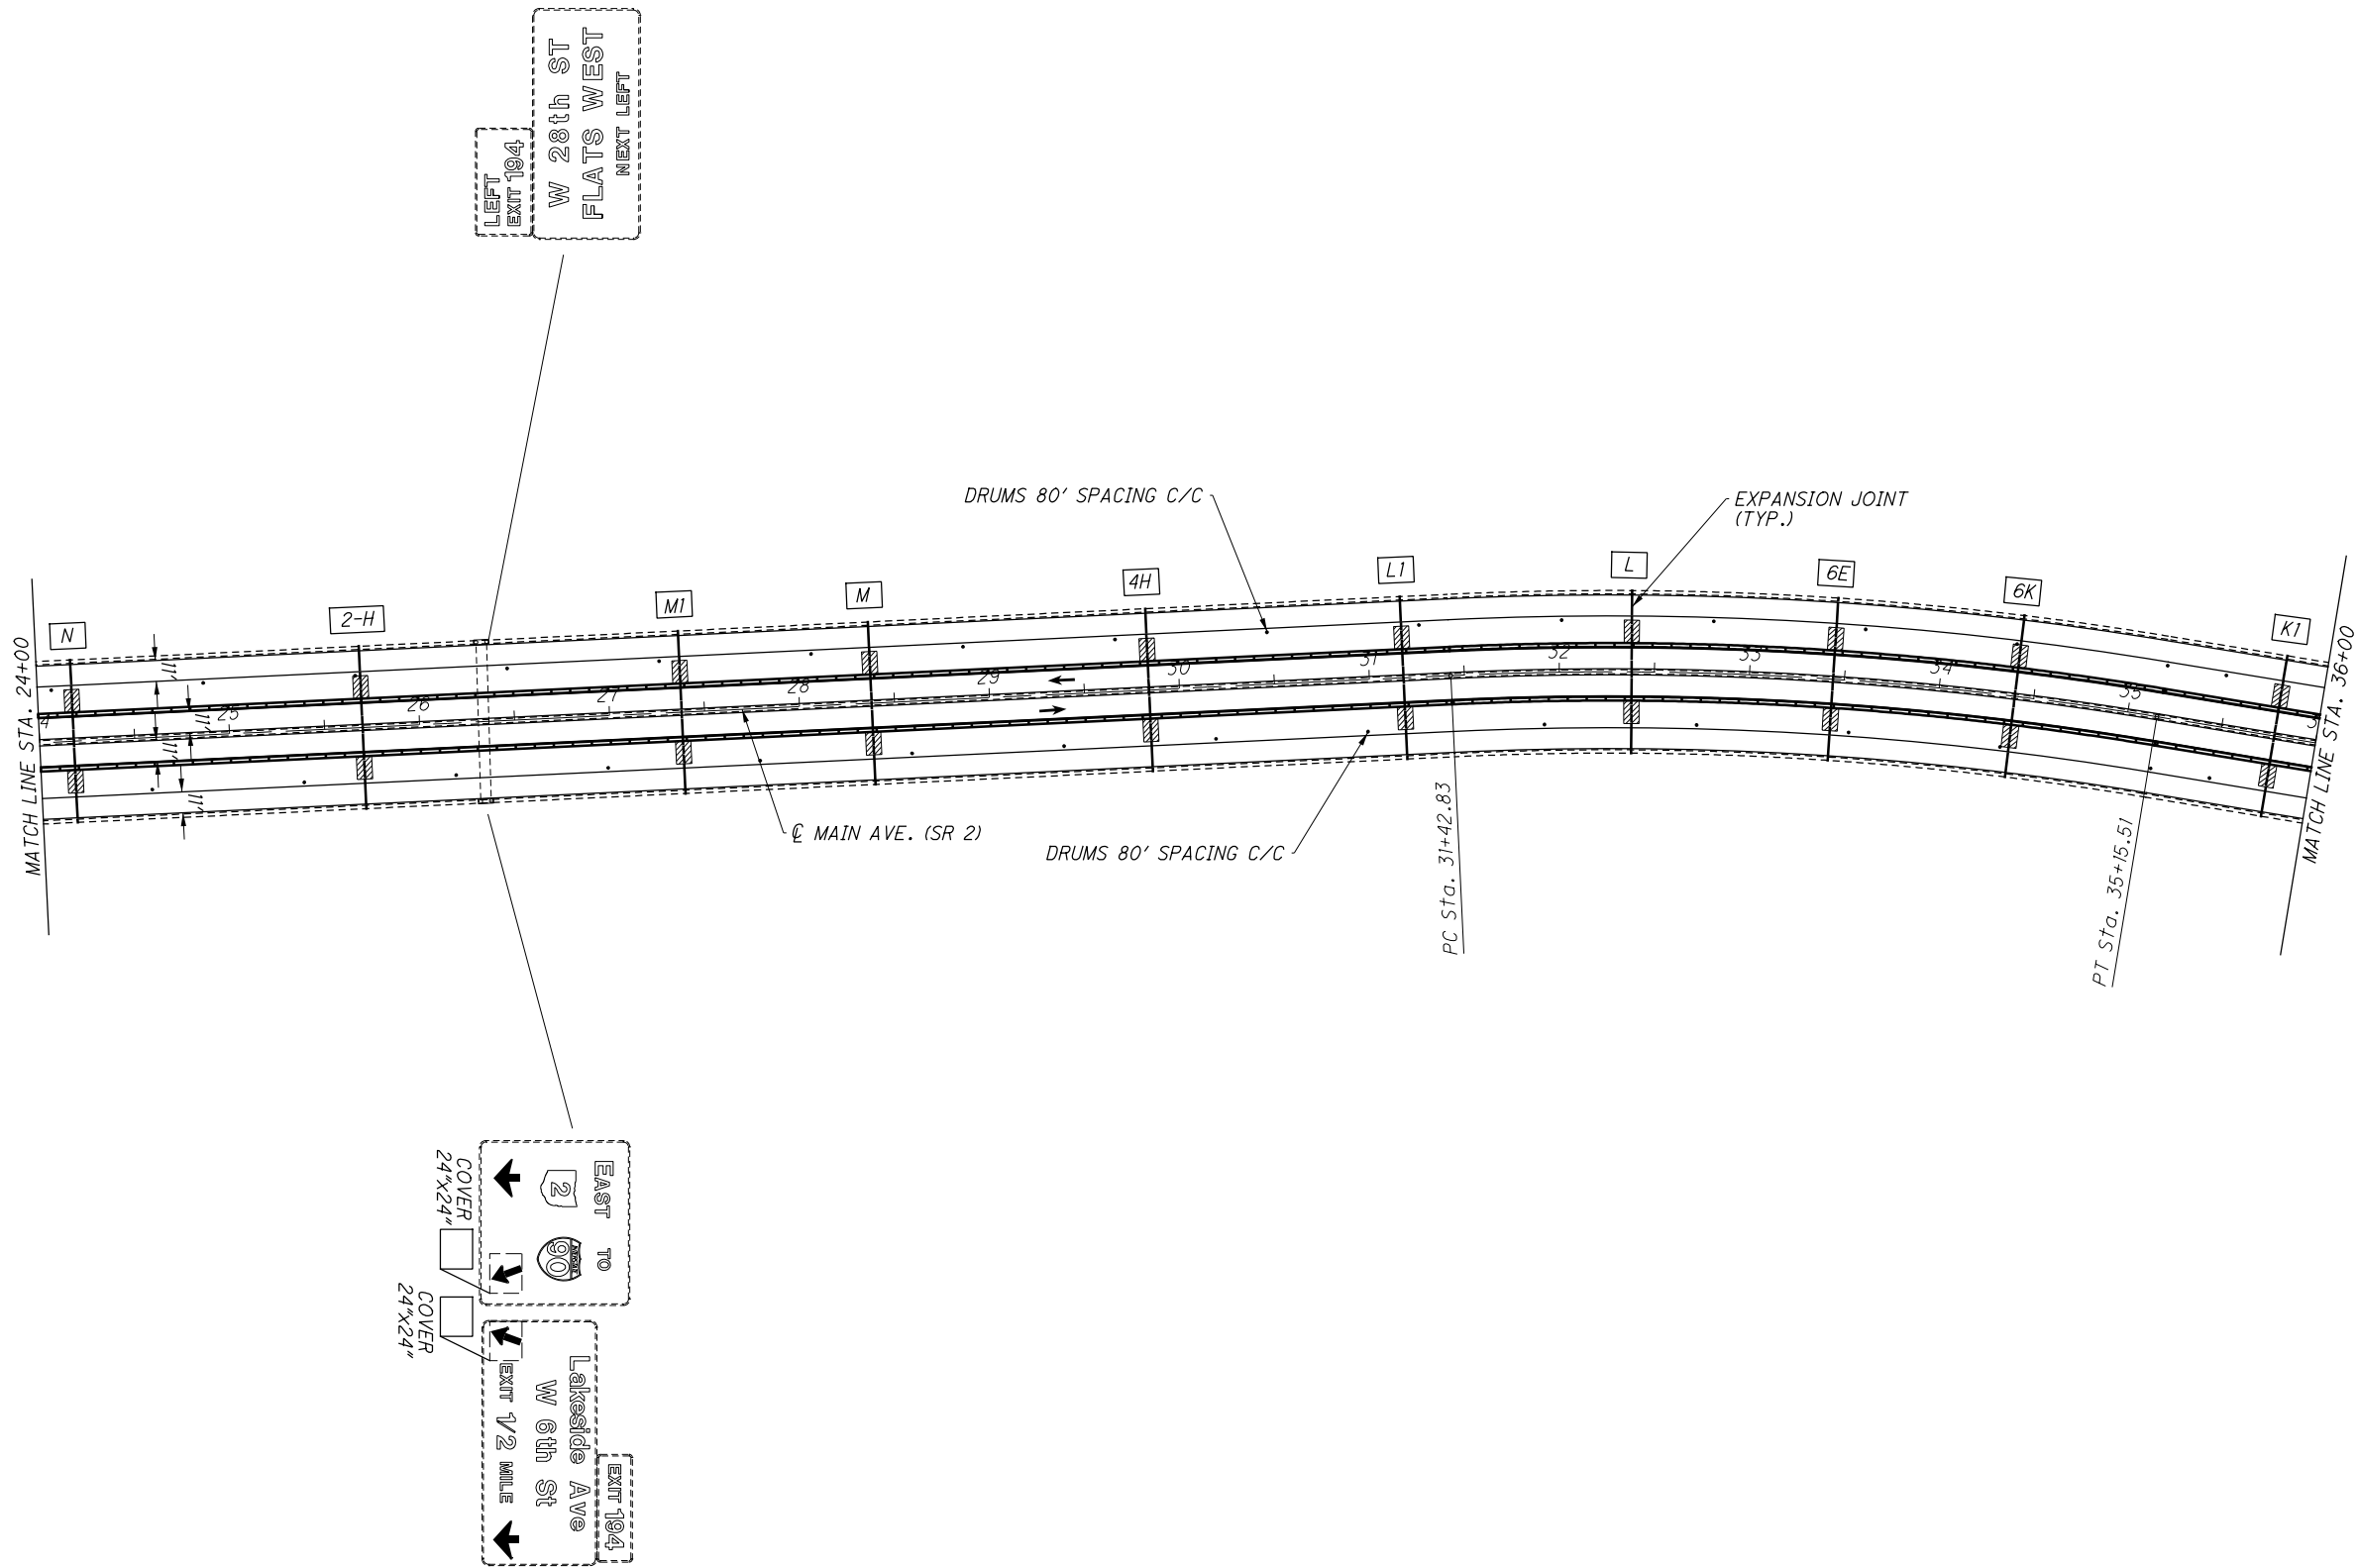 W 28th ST
FLATS WEST
NEXT LEFT
LEFT
EXIT 194
DRUMS 80' SPACING C/C
EXPANSION JOINT
(TYP.)
N
2-H
M1
M
4H
L1
L
6E
6K
K1
MATCH LINE STA. 24+00
MATCH LINE STA. 36+00
4
25
26
27
28
29
30
31
32
33
34
35
3
11'
11'
11'
11'
℄ MAIN AVE. (SR 2)
DRUMS 80' SPACING C/C
PC Sta. 31+42.83
PT Sta. 35+15.51
EAST TO
2
90
COVER
24"x24"
COVER
24"x24"
EXIT 194
Lakeside Ave
W 6th St
EXIT 1/2 MILE